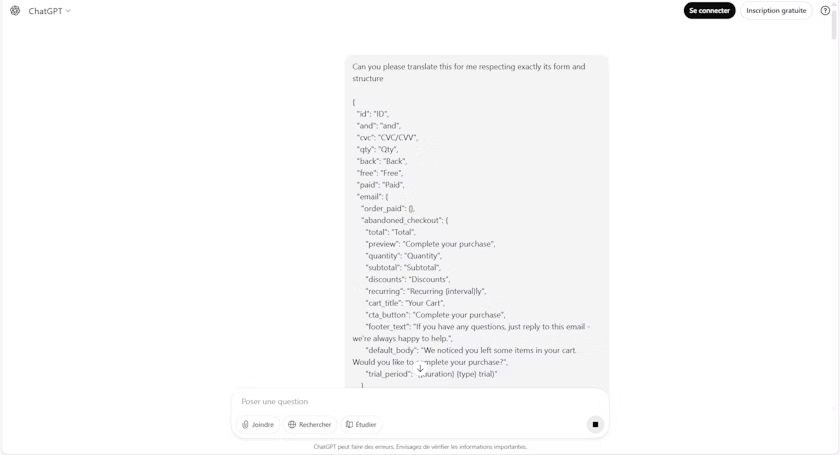 ChatGPT
Se connecter
Inscription gratuite
Can you please translate this for me respecting exactly its form and
structure
{
"id": "ID",
"and": "and",
"cvc": "CVC/CVV",
"qty": "Qty",
"back": "Back",
"free": "Free",
"paid": "Paid",
"email": {
"order_paid": {},
"abandoned_checkout": {
"total": "Total",
"preview": "Complete your purchase",
"quantity": "Quantity",
"subtotal": "Subtotal",
"discounts": "Discounts",
"recurring": "Recurring {interval}ly",
"cart_title": "Your Cart",
"cta_button": "Complete your purchase",
"footer_text": "If you have any questions, just reply to this email -
we're always happy to help.",
"default_body": "We noticed you left some items in your cart.
Would you like to complete your purchase?",
"trial_period": {type} trial)"
}
Poser une question
Joindre
Rechercher
Étudier
ChatGPT peut faire des erreurs. Envisagez de vérifier les informations importantes.